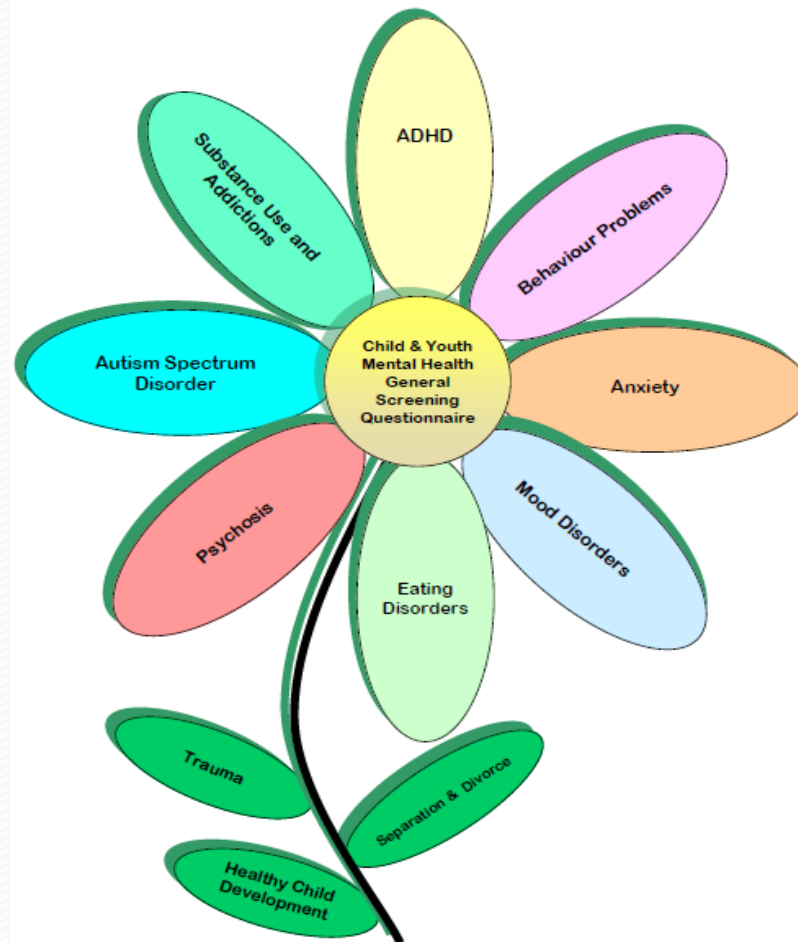 ADHD
Substance Use and
Addictions
Behaviour Problems
Child & Youth
Mental Health
General
Screening
Questionnaire
Autism Spectrum
Disorder
Anxiety
Psychosis
Mood Disorders
Eating
Disorders
Trauma
Separation & Divorce
Healthy Child
Development